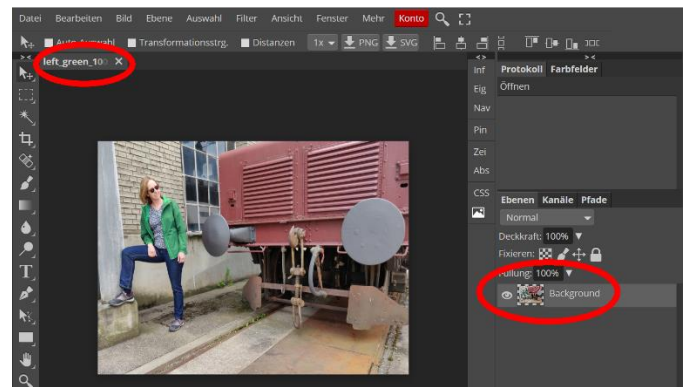 Datei Bearbeiten Bild Ebene Auswahl Filter Ansicht Fenster Mehr Konto
Auto-Auswahl Transformationsstrg. Distanzen 1x PNG SVG
left_green_100 X
Inf
Protokoll Farbfelder
Eig
Öffnen
Nav
Pin
Zei
Abs
CSS
Ebenen Kanäle Pfade
Normal
Deckkraft: 100%
Fixieren:
Füllung: 100%
Background